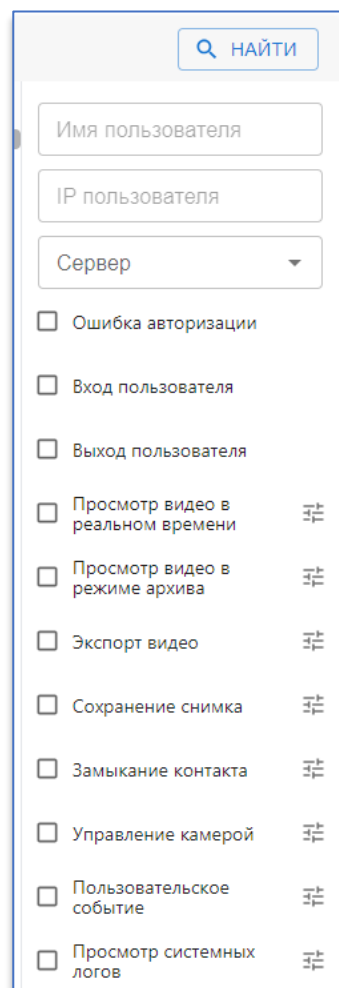 НАЙТИ
Имя пользователя
IP пользователя
Сервер
Ошибка авторизации
Вход пользователя
Выход пользователя
Просмотр видео в
реальном времени
Просмотр видео в
режиме архива
Экспорт видео
Сохранение снимка
Замыкание контакта
Управление камерой
Пользовательское
событие
Просмотр системных
логов